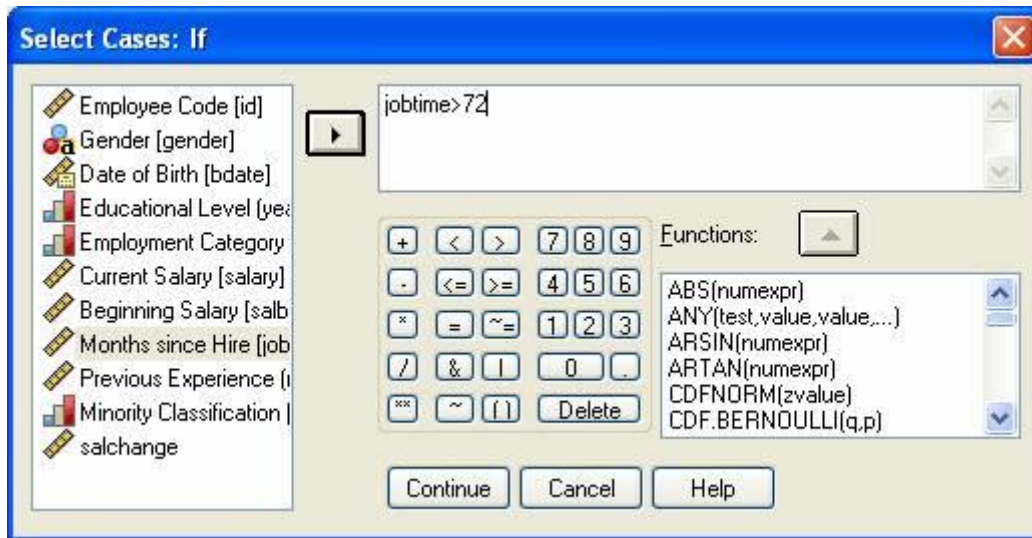 Select Cases: If
Employee Code [id]
Gender [gender]
Date of Birth [bdate]
Educational Level (yea
Employment Category
Current Salary [salary]
Beginning Salary [salb
Months since Hire [job
Previous Experience (
Minority Classification [
salchange
jobtime>72
+ < > 7 8 9
- <= >= 4 5 6
* = ~= 1 2 3
/ & | 0 .
** ~ () Delete
Functions:
ABS(numexpr)
ANY(test,value,value,...)
ARSIN(numexpr)
ARTAN(numexpr)
CDFNORM(zvalue)
CDF.BERNOULLI(q,p)
Continue Cancel Help